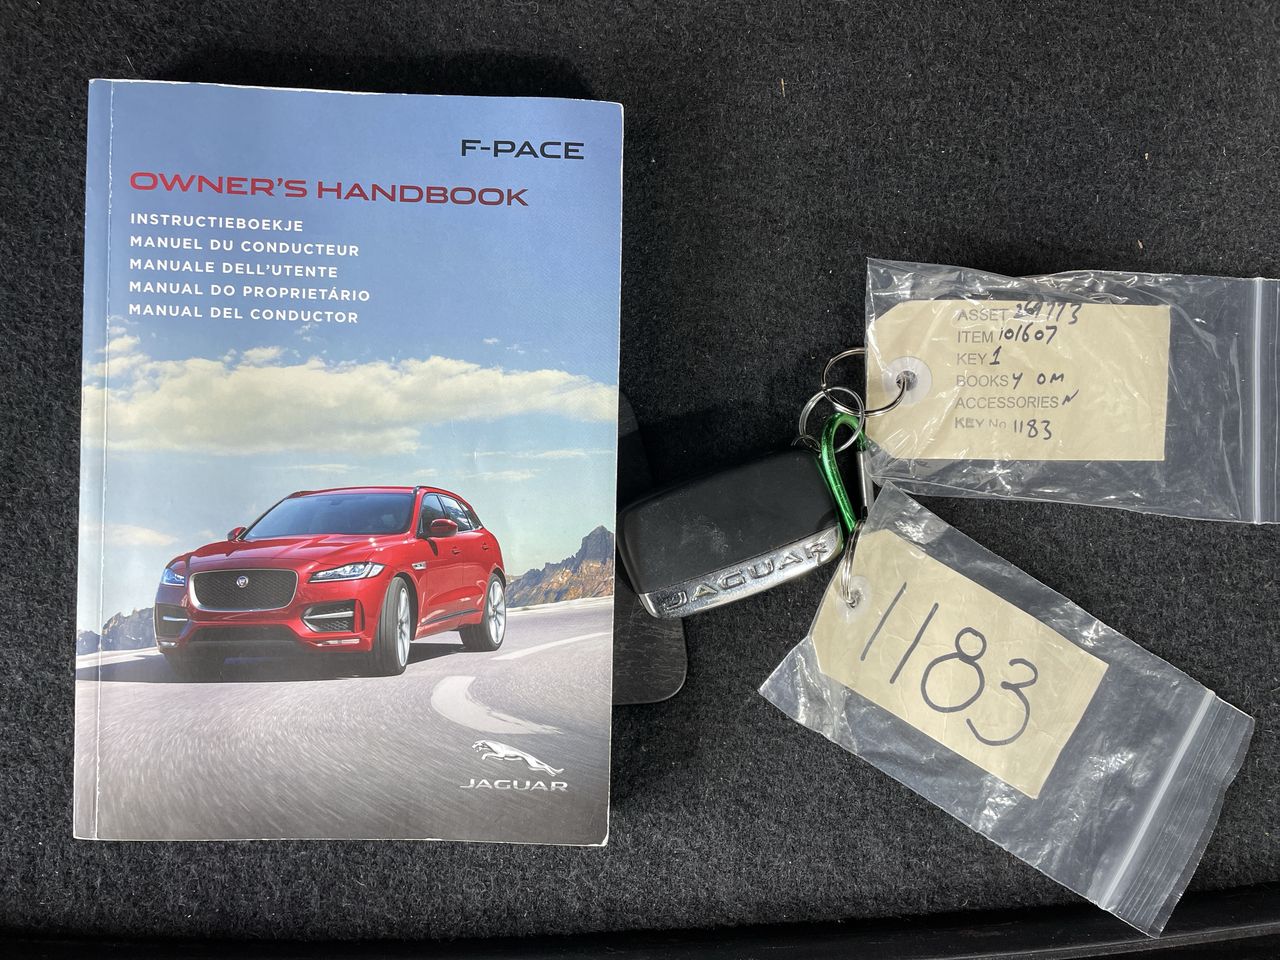 F-PACE
OWNER'S HANDBOOK
INSTRUCTIEBOEKJE
MANUEL DU CONDUCTEUR
MANUALE DELL'UTENTE
MANUAL DO PROPRIETÁRIO
MANUAL DEL CONDUCTOR
JAGUAR
JAGUAR
ASSET
ITEM 101607
KEY 1
BOOKS Y OM
ACCESSORIES N
KEY No 1183
1183